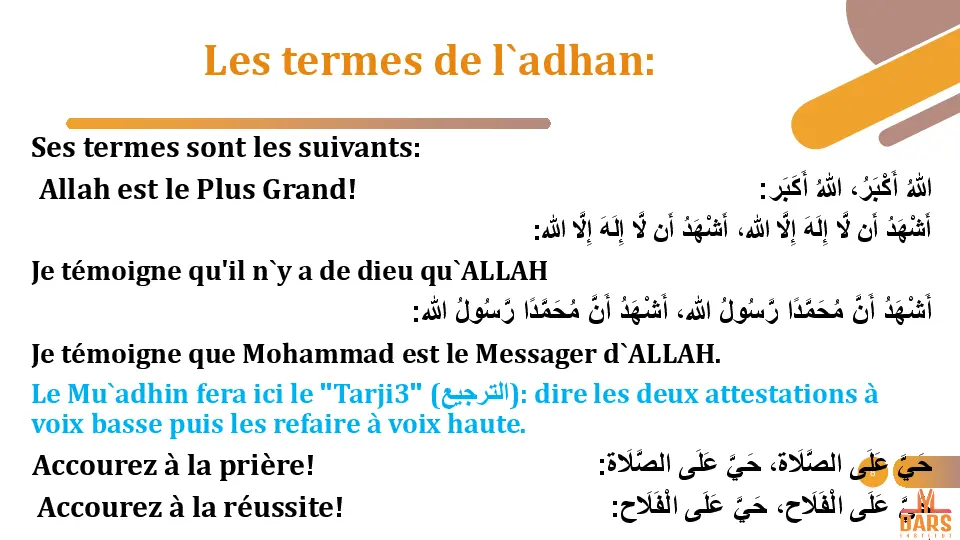 Les termes de l`adhan:
Ses termes sont les suivants:
Allah est le Plus Grand! اللهُ أَكْبَرُ، اللهُ أَكَبَر:
أَشْهَدُ أَن لَّا إِلَهَ إِلَّا الله، أَشْهَدُ أَن لَّا إِلَهَ إِلَّا الله:
Je témoigne qu'il n`y a de dieu qu`ALLAH
أَشْهَدُ أَنَّ مُحَمَّدًا رَّسُولُ الله، أَشْهَدُ أَنَّ مُحَمَّدًا رَّسُولُ الله:
Je témoigne que Mohammad est le Messager d`ALLAH.
Le Mu`adhin fera ici le "Tarji3" (الترجيع): dire les deux attestations à
voix basse puis les refaire à voix haute.
Accourez à la prière! حَيَّ عَلَى الصَّلَاة، حَيَّ عَلَى الصَّلَاة:
Accourez à la réussite! حَيَّ عَلَى الْفَلَاح، حَيَّ عَلَى الْفَلَاح:
DARS